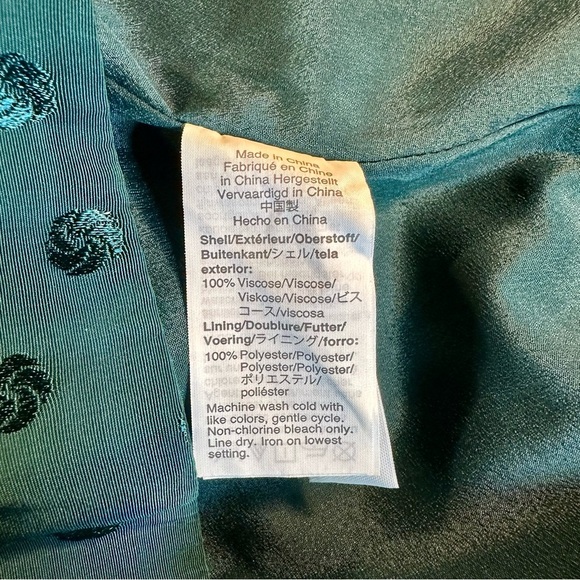 Made in China
Fabriqué en Chine
in China Hergestellt
Vervaardigd in China
中国製
Hecho en China
Shell/Extérieur/Oberstoff/
Buitenkant/シェル/tela
exterior:
100% Viscose/Viscose/
Viskose/Viscose/ビス
コース/viscosa
Lining/Doublure/Futter/
Voering/ライニング/forro:
100% Polyester/Polyester/
Polyester/Polyester/
ポリエステル/
poliéster
Machine wash cold with
like colors, gentle cycle.
Non-chlorine bleach only.
Line dry. Iron on lowest
setting.